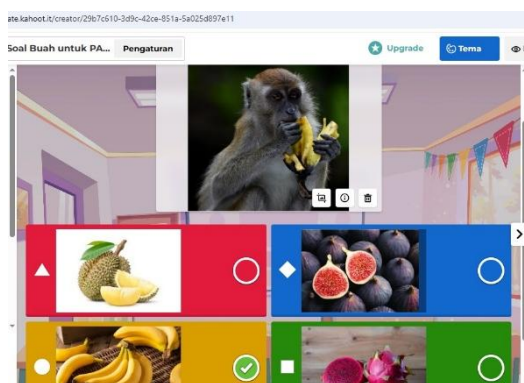 ate.kahoot.it/creator/29b7c610-3d9c-42ce-851a-5a025d897e11
Soal Buah untuk PA... Pengaturan Upgrade Tema